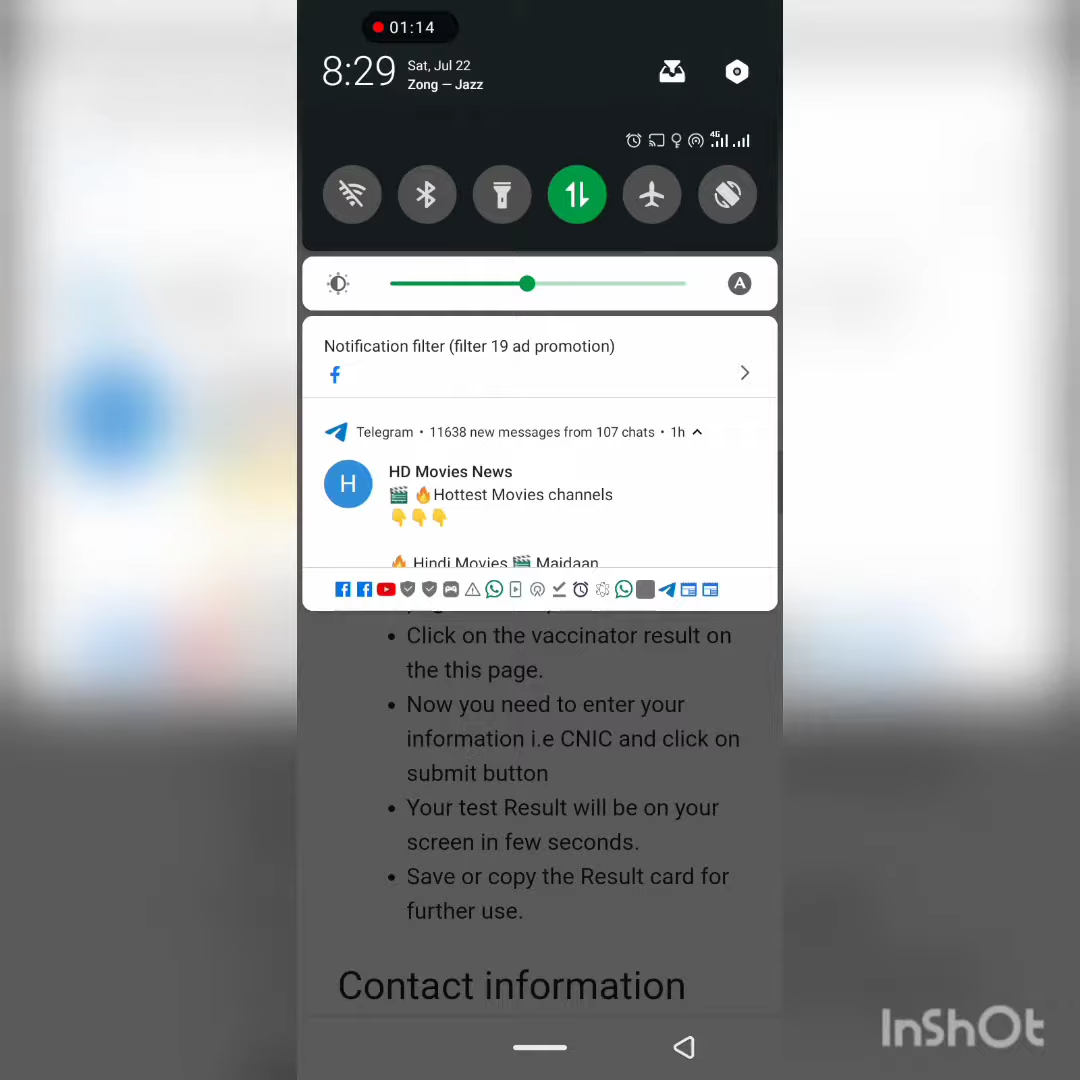 01:14
8:29
Sat, Jul 22
Zong — Jazz
4G
A
Notification filter (filter 19 ad promotion)
Telegram • 11638 new messages from 107 chats • 1h
H
HD Movies News
🎬 🔥Hottest Movies channels
👇👇👇
🔥 Hindi Movies 🎬 Maidaan
• Click on the vaccinator result on
the this page.
• Now you need to enter your
information i.e CNIC and click on
submit button
• Your test Result will be on your
screen in few seconds.
• Save or copy the Result card for
further use.
Contact information
InShOt